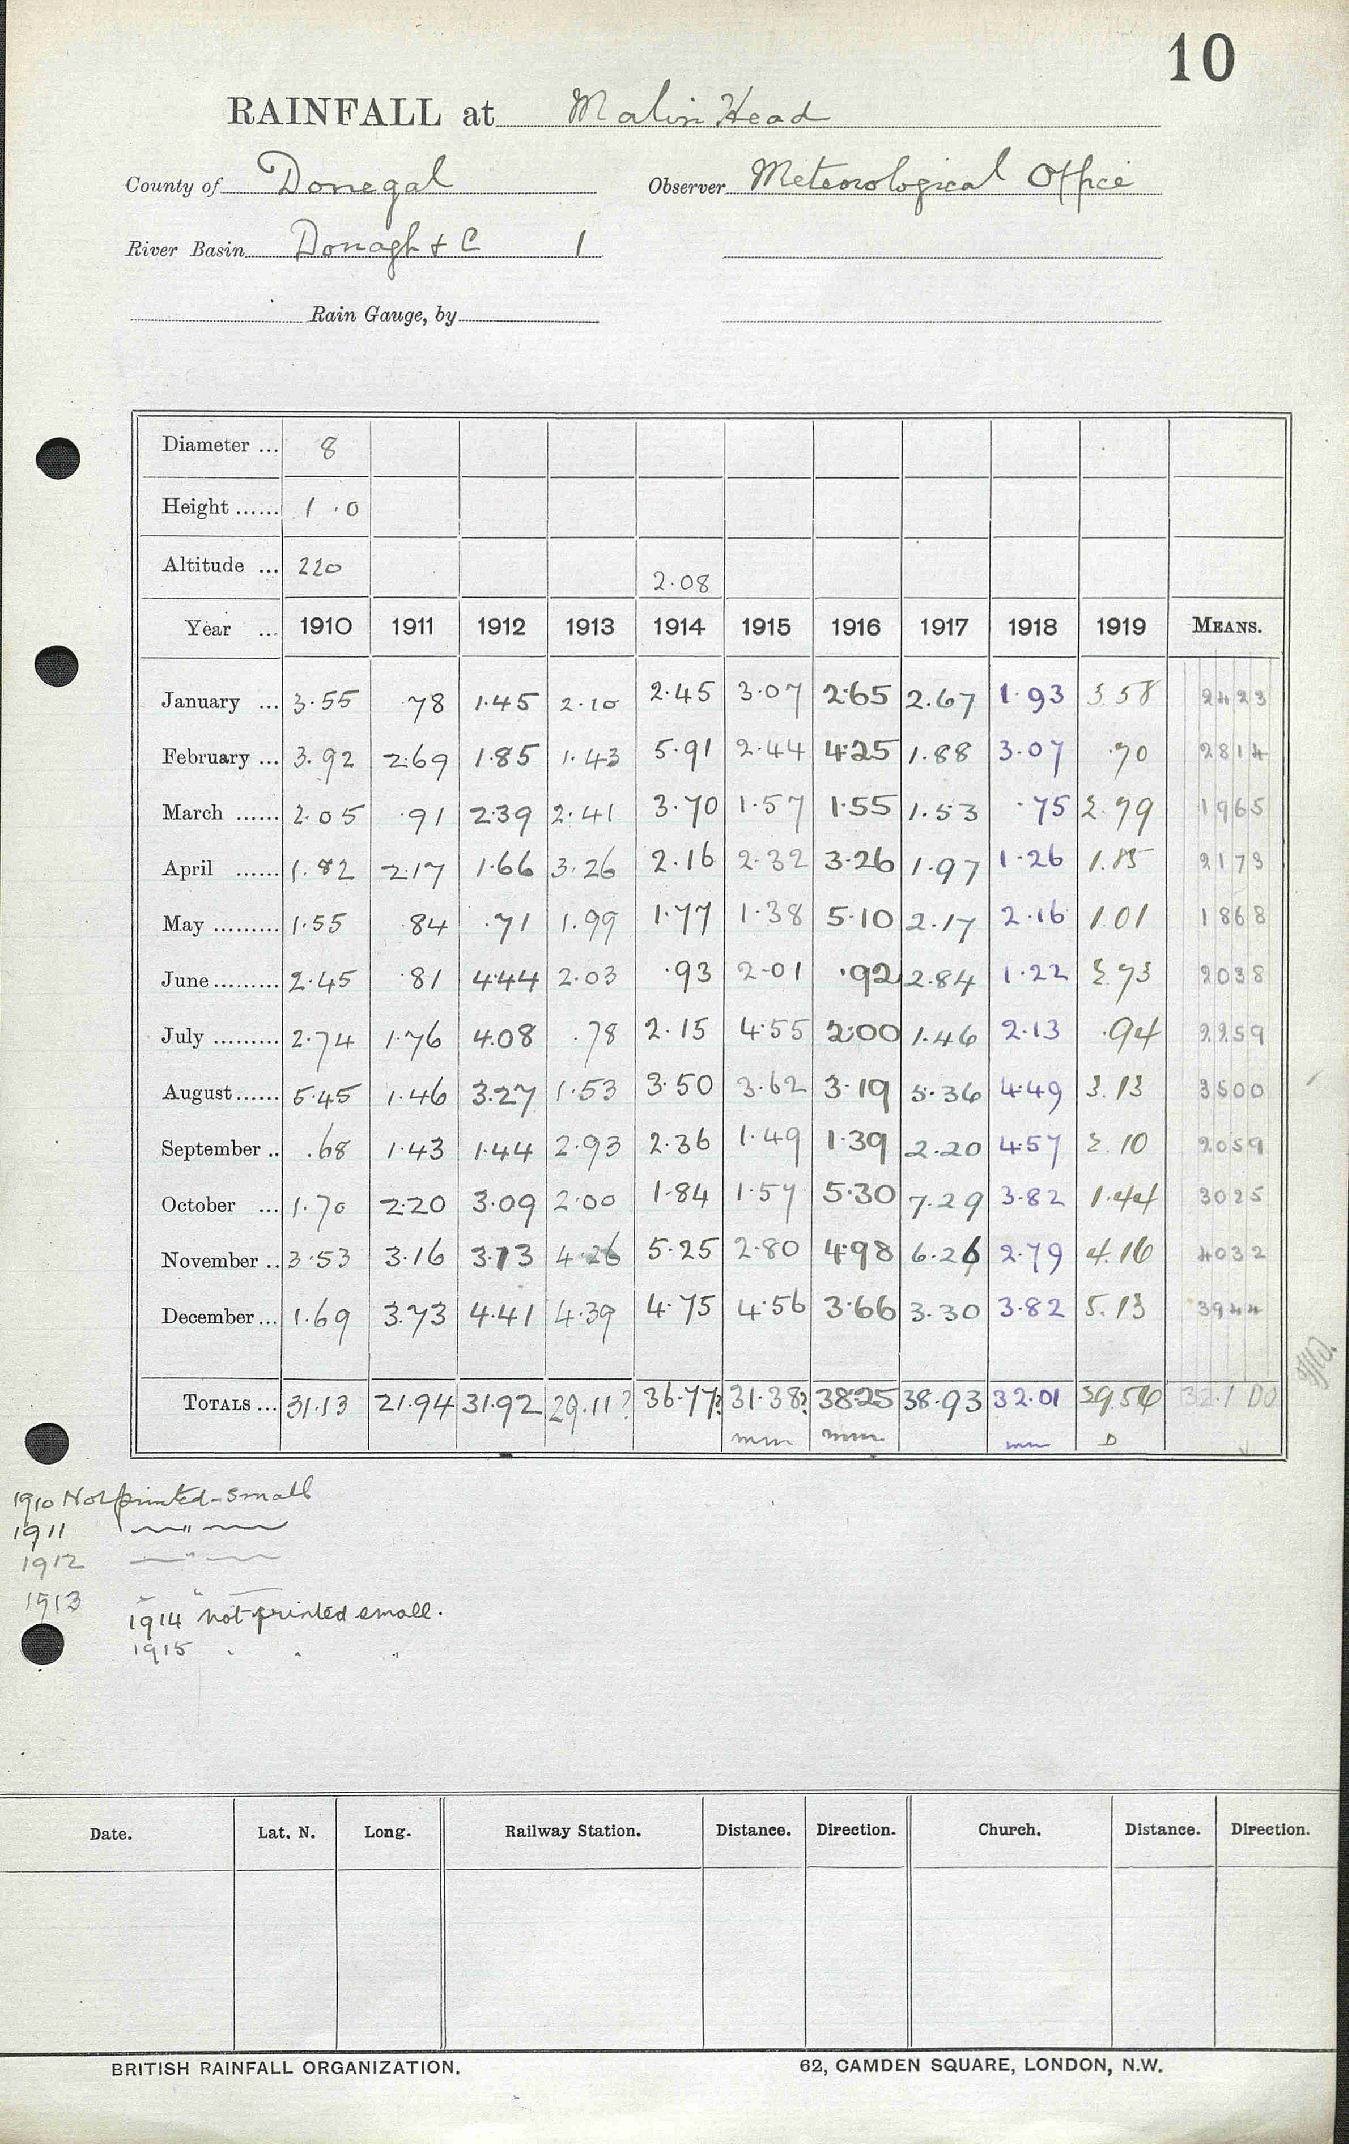 10
RAINFALL at Malin Head
County of Donegal Observer Meteorological Office
River Basin Donagh & C 1
Rain Gauge, by
Diameter ... 8
Height ...... 1.0
Altitude ... 220 2.08
Year ... 1910 1911 1912 1913 1914 1915 1916 1917 1918 1919 MEANS.
January ... 3.55 .78 1.45 2.10 2.45 3.07 2.65 2.67 1.93 3.58 2423
February ... 3.92 2.69 1.85 1.43 5.91 2.44 4.25 1.88 3.07 .70 2814
March ...... 2.05 .91 2.39 2.41 3.70 1.57 1.55 1.53 .75 2.79 1965
April ...... 1.82 2.17 1.66 3.26 2.16 2.32 3.26 1.97 1.26 1.85 2173
May ......... 1.55 .84 .71 1.99 1.77 1.38 5.10 2.17 2.16 1.01 1868
June ......... 2.45 .81 4.44 2.03 .93 2.01 .92 2.84 1.22 2.73 2038
July ......... 2.74 1.76 4.08 .78 2.15 4.55 2.00 1.46 2.13 .94 2259
August ...... 5.45 1.46 3.27 1.53 3.50 3.62 3.19 5.36 4.49 3.13 3500
September .. .68 1.43 1.44 2.93 2.36 1.49 1.39 2.20 4.57 2.10 2059
October ... 1.70 2.20 3.09 2.00 1.84 1.57 5.30 7.29 3.82 1.44 3025
November .. 3.53 3.16 3.13 4.26 5.25 2.80 4.98 6.26 2.79 4.16 4032
December ... 1.69 3.73 4.41 4.39 4.75 4.56 3.66 3.30 3.82 5.13 3944
TOTALS ... 31.13 21.94 31.92 29.11? 36.77? 31.38? 38.25 38.93 32.01 29.56 32.100
mm mm mm D
1910 Not printed - small
1911 "
1912 "
1913 " "
1914 not printed small.
1915 . . "
Date. Lat. N. Long. Railway Station. Distance. Direction. Church. Distance. Direction.
BRITISH RAINFALL ORGANIZATION. 62, CAMDEN SQUARE, LONDON, N.W.